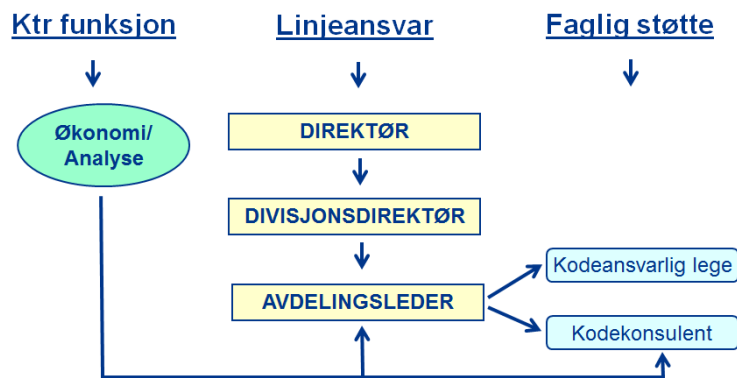 Ktr funksjon
Linjeansvar
Faglig støtte
Økonomi/
Analyse
DIREKTØR
DIVISJONSDIREKTØR
AVDELINGSLEDER
Kodeansvarlig lege
Kodekonsulent